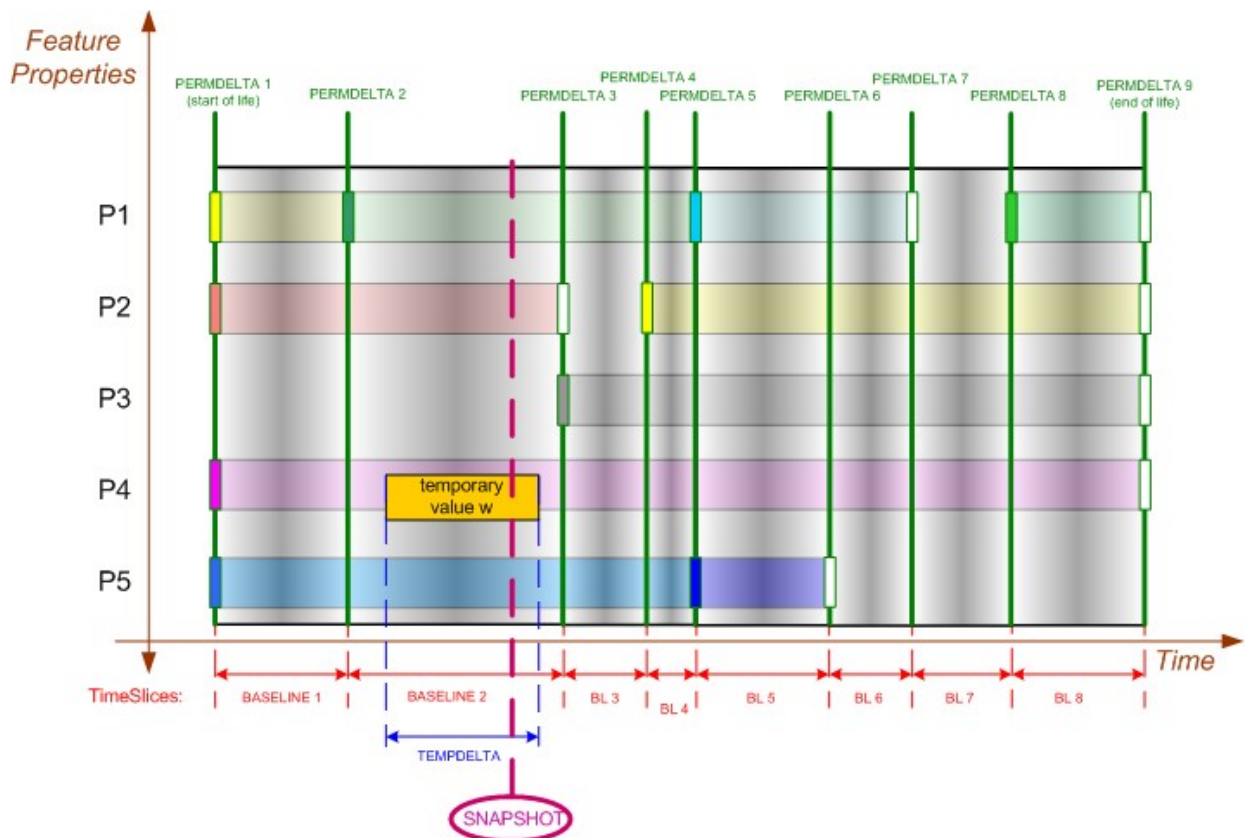 Feature
Properties
PERMDELTA 1
(start of life)
PERMDELTA 2
PERMDELTA 3
PERMDELTA 4
PERMDELTA 5
PERMDELTA 6
PERMDELTA 7
PERMDELTA 8
PERMDELTA 9
(end of life)
P1
P2
P3
P4
temporary
value w
P5
Time
TimeSlices:
BASELINE 1
BASELINE 2
BL 3
BL 4
BL 5
BL 6
BL 7
BL 8
TEMPDELTA
SNAPSHOT